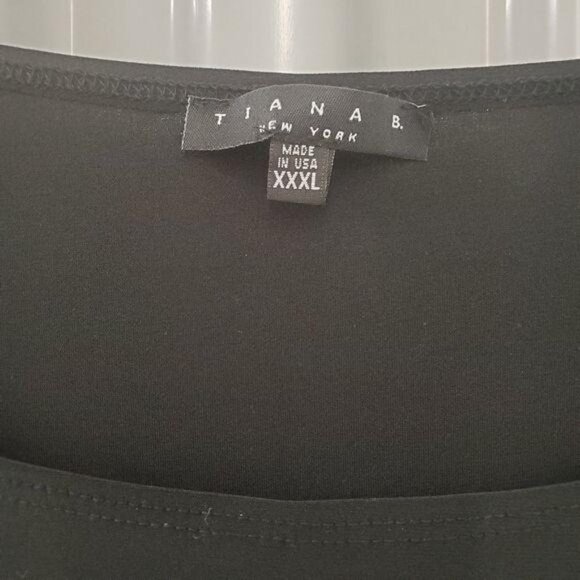 TIANA B.
NEW YORK
MADE
IN USA
XXXL